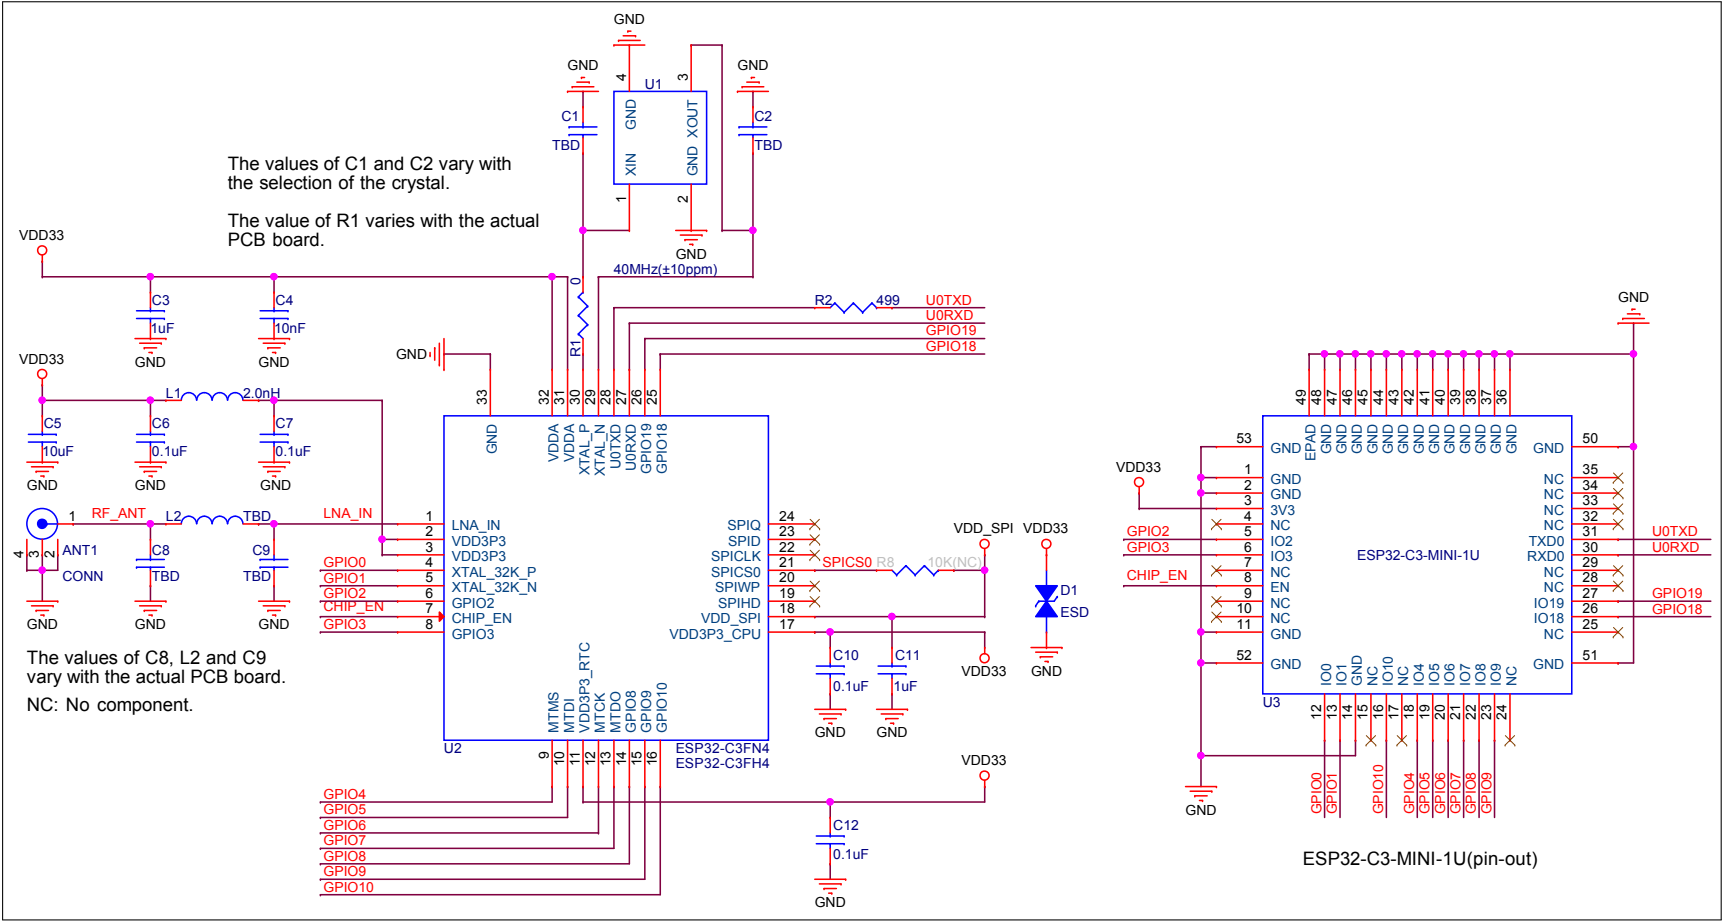 GND
GND
GND
4
3
U1
C1
TBD
GND
XOUT
XIN
GND
C2
TBD
1
2
GND
40MHz(±10ppm)
The values of C1 and C2 vary with
the selection of the crystal.
The value of R1 varies with the actual
PCB board.
VDD33
C3
1uF
GND
C4
10nF
GND
0
R1
R2 499 U0TXD
U0RXD
GPIO19
GPIO18
GND
VDD33
L1 2.0nH
C5
10uF
GND
C6
0.1uF
GND
C7
0.1uF
GND
1 RF_ANT L2 TBD LNA_IN
4 3 2
ANT1
CONN
GND
C8
TBD
GND
C9
TBD
GND
The values of C8, L2 and C9
vary with the actual PCB board.
NC: No component.
33 GND
32 VDDA
31 VDDA
30 XTAL_P
29 XTAL_N
28 U0TXD
27 U0RXD
26 GPIO19
25 GPIO18
1 LNA_IN
2 VDD3P3
3 VDD3P3
GPIO0 4 XTAL_32K_P
GPIO1 5 XTAL_32K_N
GPIO2 6 GPIO2
CHIP_EN 7 CHIP_EN
GPIO3 8 GPIO3
SPIQ 24
SPID 23
SPICLK 22
SPICS0 21 SPICS0 R8 10K(NC)
SPIWP 20
SPIHD 19
VDD_SPI 18
VDD3P3_CPU 17
MTMS 9
MTDI 10
VDD3P3_RTC 11
MTCK 12
MTDO 13
GPIO8 14
GPIO9 15
GPIO10 16
U2
ESP32-C3FN4
ESP32-C3FH4
GPIO4
GPIO5
GPIO6
GPIO7
GPIO8
GPIO9
GPIO10
VDD_SPI
VDD33
D1
ESD
GND
C10
0.1uF
GND
C11
1uF
GND
VDD33
VDD33
C12
0.1uF
GND
GND
49 EPAD
48 GND
47 GND
46 GND
45 GND
44 GND
43 GND
42 GND
41 GND
40 GND
39 GND
38 GND
37 GND
36 GND
VDD33
53 GND
1 GND
2 GND
3 3V3
4 NC
GPIO2 5 IO2
GPIO3 6 IO3
7 NC
CHIP_EN 8 EN
9 NC
10 NC
11 GND
52 GND
ESP32-C3-MINI-1U
GND 50
NC 35
NC 34
NC 33
NC 32
TXD0 31 U0TXD
RXD0 30 U0RXD
NC 29
NC 28
IO19 27 GPIO19
IO18 26 GPIO18
NC 25
GND 51
U3
IO0 12 GPIO0
IO1 13 GPIO1
GND 14
NC 15
IO10 16 GPIO10
NC 17
IO4 18 GPIO4
IO5 19 GPIO5
IO6 20 GPIO6
IO7 21 GPIO7
IO8 22 GPIO8
IO9 23 GPIO9
NC 24
GND
ESP32-C3-MINI-1U(pin-out)